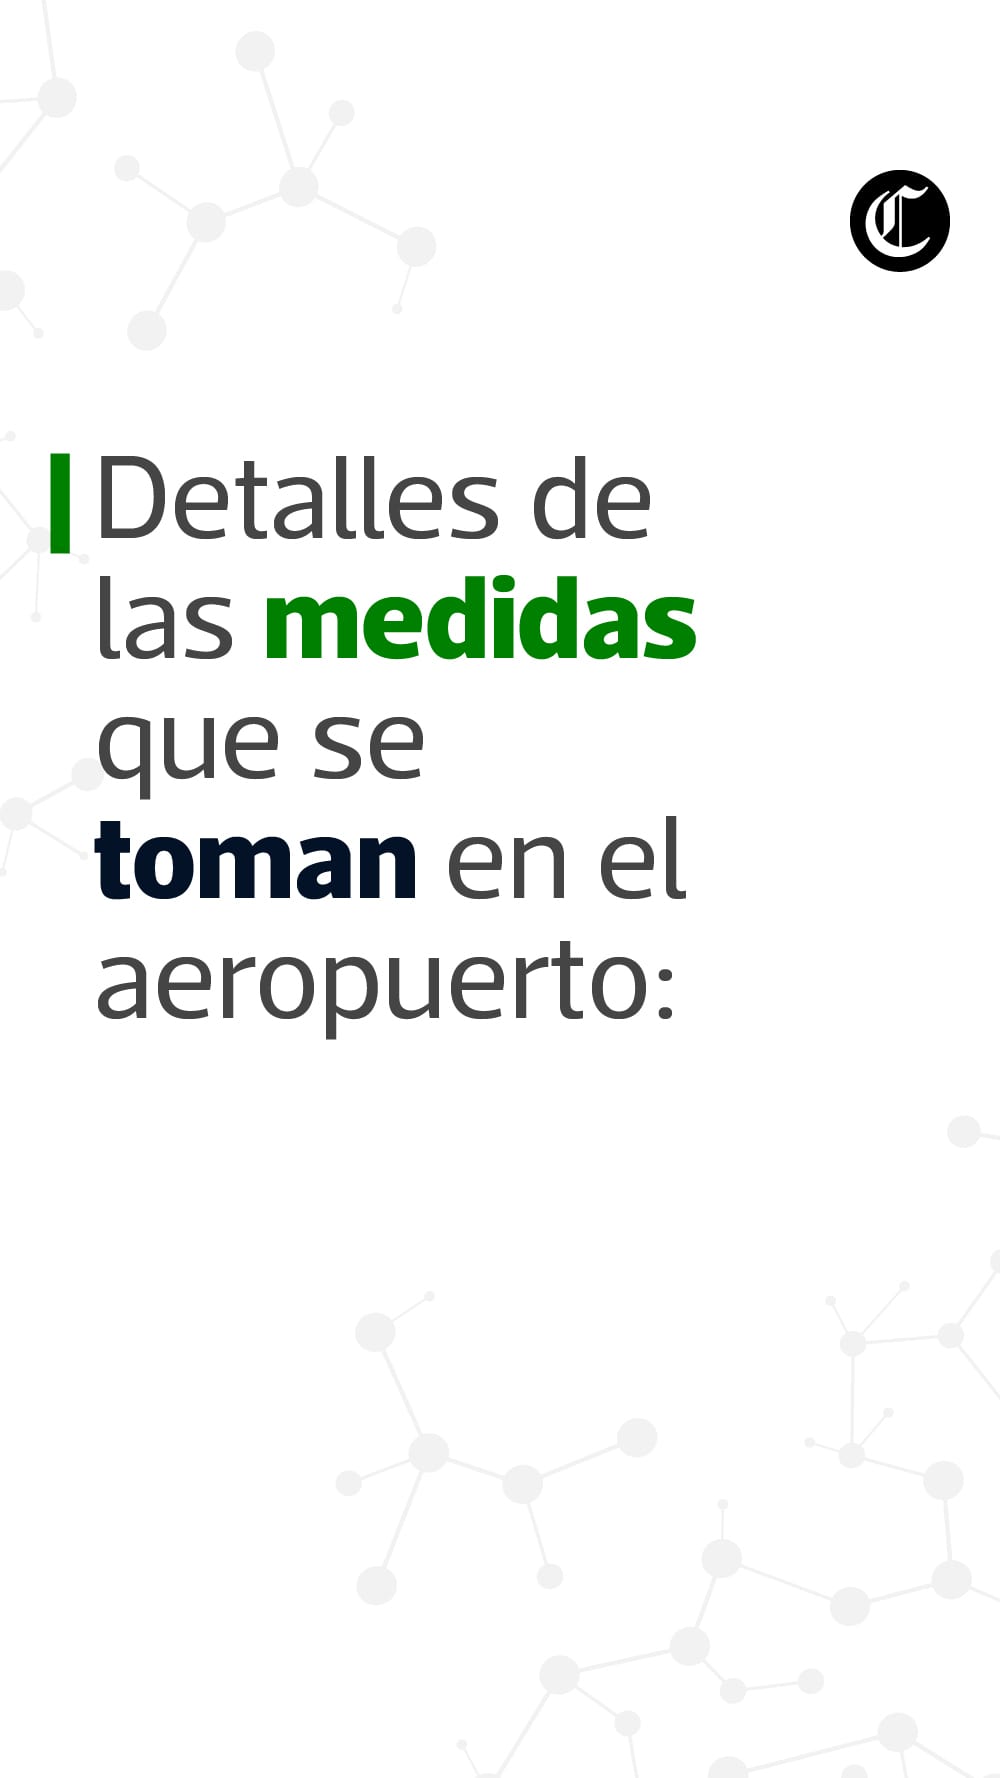 C
Detalles de
las medidas
que se
toman en el
aeropuerto: